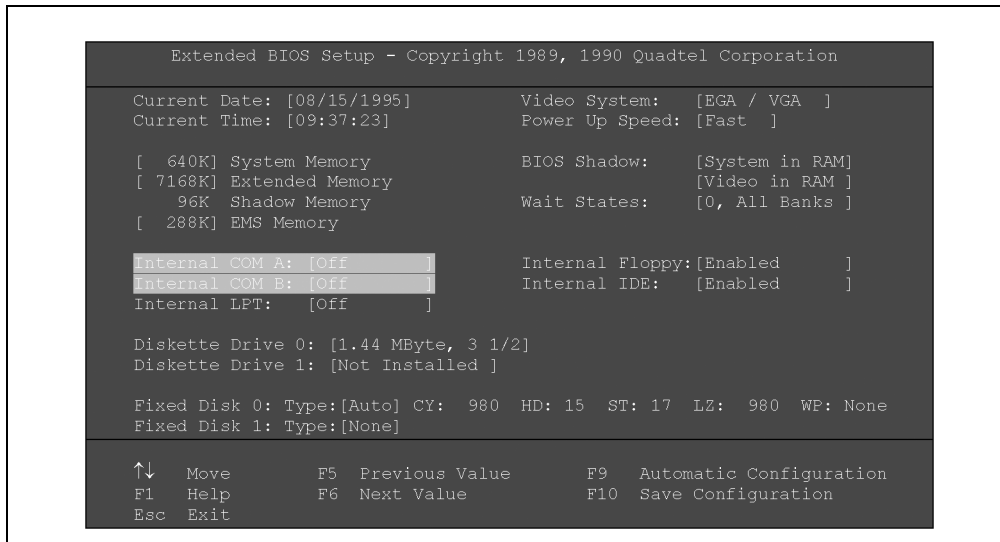 Extended BIOS Setup - Copyright 1989, 1990 Quadtel Corporation
Current Date: [08/15/1995] Video System: [EGA / VGA ]
Current Time: [09:37:23] Power Up Speed: [Fast ]
[ 640K] System Memory BIOS Shadow: [System in RAM]
[ 7168K] Extended Memory [Video in RAM ]
96K Shadow Memory Wait States: [0, All Banks ]
[ 288K] EMS Memory
Internal COM A: [Off ] Internal Floppy:[Enabled ]
Internal COM B: [Off ] Internal IDE: [Enabled ]
Internal LPT: [Off ]
Diskette Drive 0: [1.44 MByte, 3 1/2]
Diskette Drive 1: [Not Installed ]
Fixed Disk 0: Type:[Auto] CY: 980 HD: 15 ST: 17 LZ: 980 WP: None
Fixed Disk 1: Type:[None]
↑↓ Move F5 Previous Value F9 Automatic Configuration
F1 Help F6 Next Value F10 Save Configuration
Esc Exit